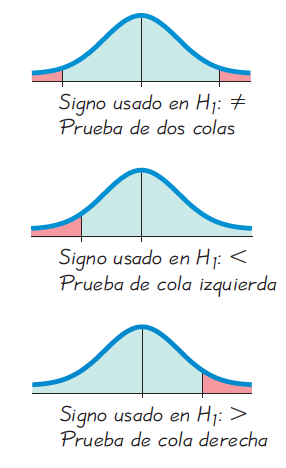 Signo usado en H₁: ≠
Prueba de dos colas
Signo usado en H₁: <
Prueba de cola izquierda
Signo usado en H₁: >
Prueba de cola derecha